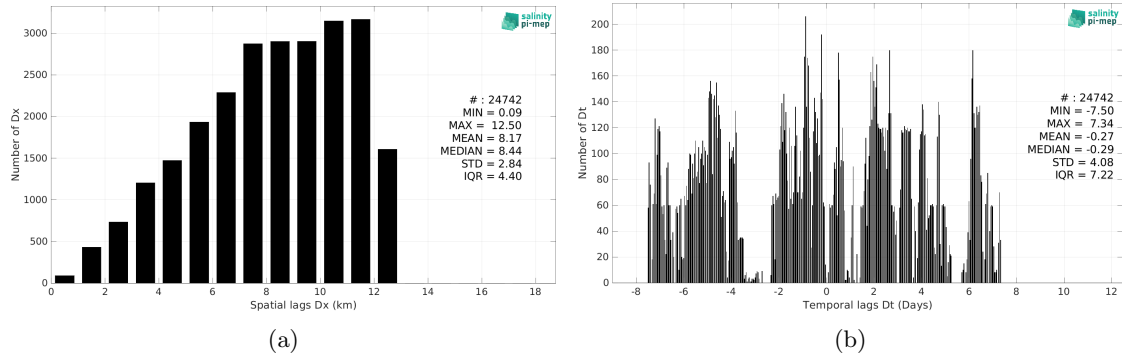 salinity
pi-mep
3000
2500
2000
1500
1000
500
0
Number of Dx
# : 24742
MIN = 0.09
MAX = 12.50
MEAN = 8.17
MEDIAN = 8.44
STD = 2.84
IQR = 4.40
0 2 4 6 8 10 12 14 16 18
Spatial lags Dx (km)
(a)
salinity
pi-mep
200
180
160
140
120
100
80
60
40
20
0
Number of Dt
# : 24742
MIN = -7.50
MAX = 7.34
MEAN = -0.27
MEDIAN = -0.29
STD = 4.08
IQR = 7.22
-8 -6 -4 -2 0 2 4 6 8 10 12
Temporal lags Dt (Days)
(b)